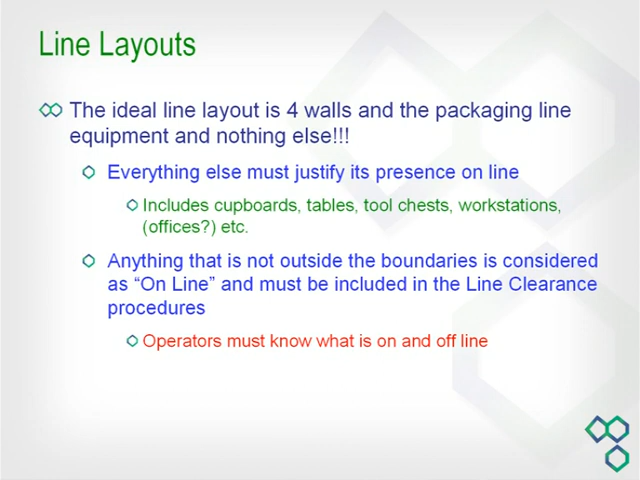 Line Layouts
The ideal line layout is 4 walls and the packaging line
equipment and nothing else!!!
Everything else must justify its presence on line
Includes cupboards, tables, tool chests, workstations,
(offices?) etc.
Anything that is not outside the boundaries is considered
as “On Line” and must be included in the Line Clearance
procedures
Operators must know what is on and off line